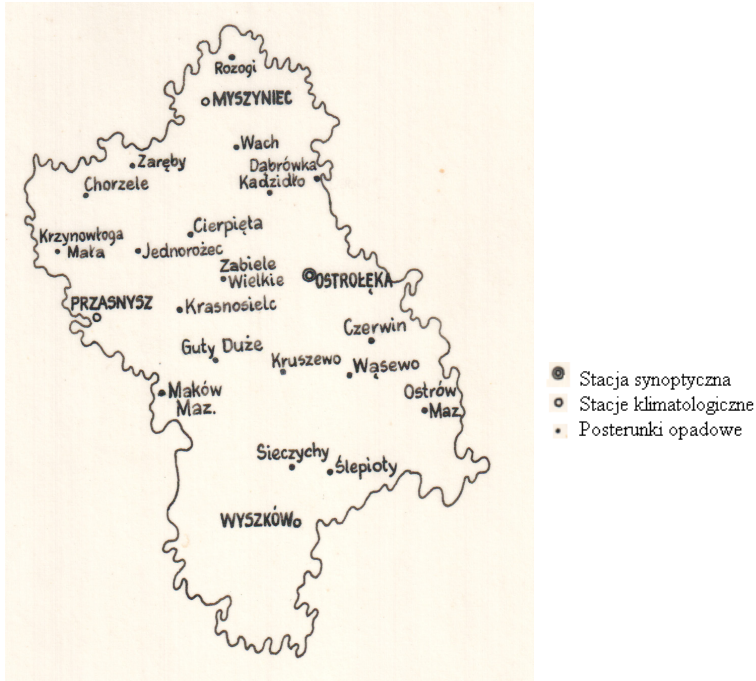 Rozogi
MYSZYNIEC
Wach
Zaręby
Dąbrówka
Kadzidło
Chorzele
Cierpięta
Krzynowłoga
Mała
Jednorożec
Zabiele
Wielkie
OSTROŁĘKA
PRZASNYSZ
Krasnosielc
Czerwin
Guty Duże
Kruszewo
Wąsewo
Maków
Maz.
Ostrów
Maz.
Sieczychy
Ślepioty
WYSZKÓW
Stacja synoptyczna
Stacje klimatologiczne
Posterunki opadowe